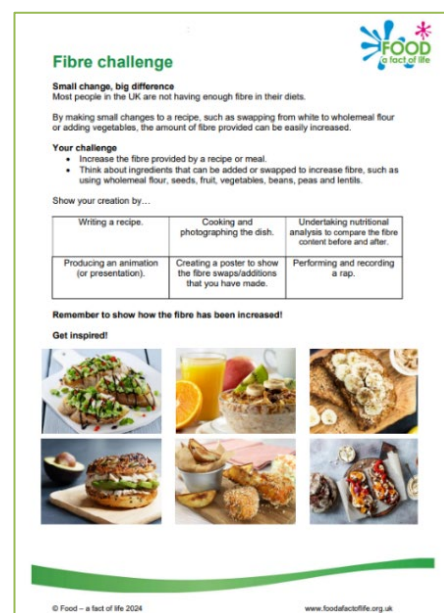 FOOD
a fact of life
Fibre challenge
Small change, big difference
Most people in the UK are not having enough fibre in their diets.
By making small changes to a recipe, such as swapping from white to wholemeal flour
or adding vegetables, the amount of fibre provided can be easily increased.
Your challenge
• Increase the fibre provided by a recipe or meal.
• Think about ingredients that can be added or swapped to increase fibre, such as
using wholemeal flour, seeds, fruit, vegetables, beans, peas and lentils.
Show your creation by…
Writing a recipe.
Cooking and
photographing the dish.
Undertaking nutritional
analysis to compare the fibre
content before and after.
Producing an animation
(or presentation).
Creating a poster to show
the fibre swaps/additions
that you have made.
Performing and recording
a rap.
Remember to show how the fibre has been increased!
Get inspired!
© Food – a fact of life 2024
www.foodafactoflife.org.uk